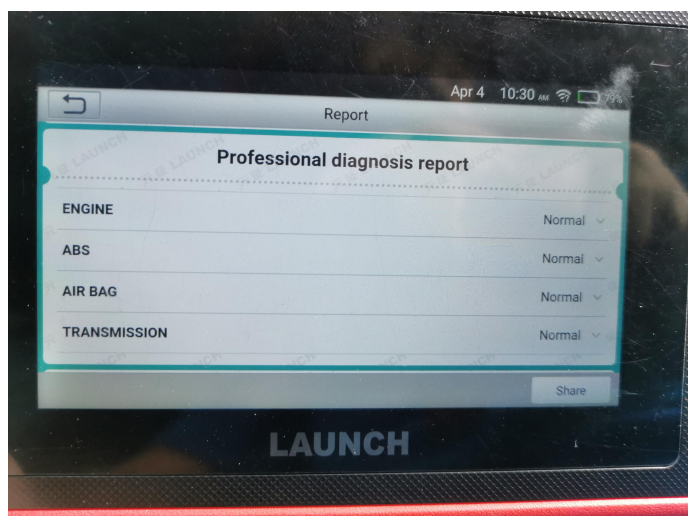 Apr 4 10:30 AM 79%
Report
Professional diagnosis report
ENGINE Normal
ABS Normal
AIR BAG Normal
TRANSMISSION Normal
Share
LAUNCH